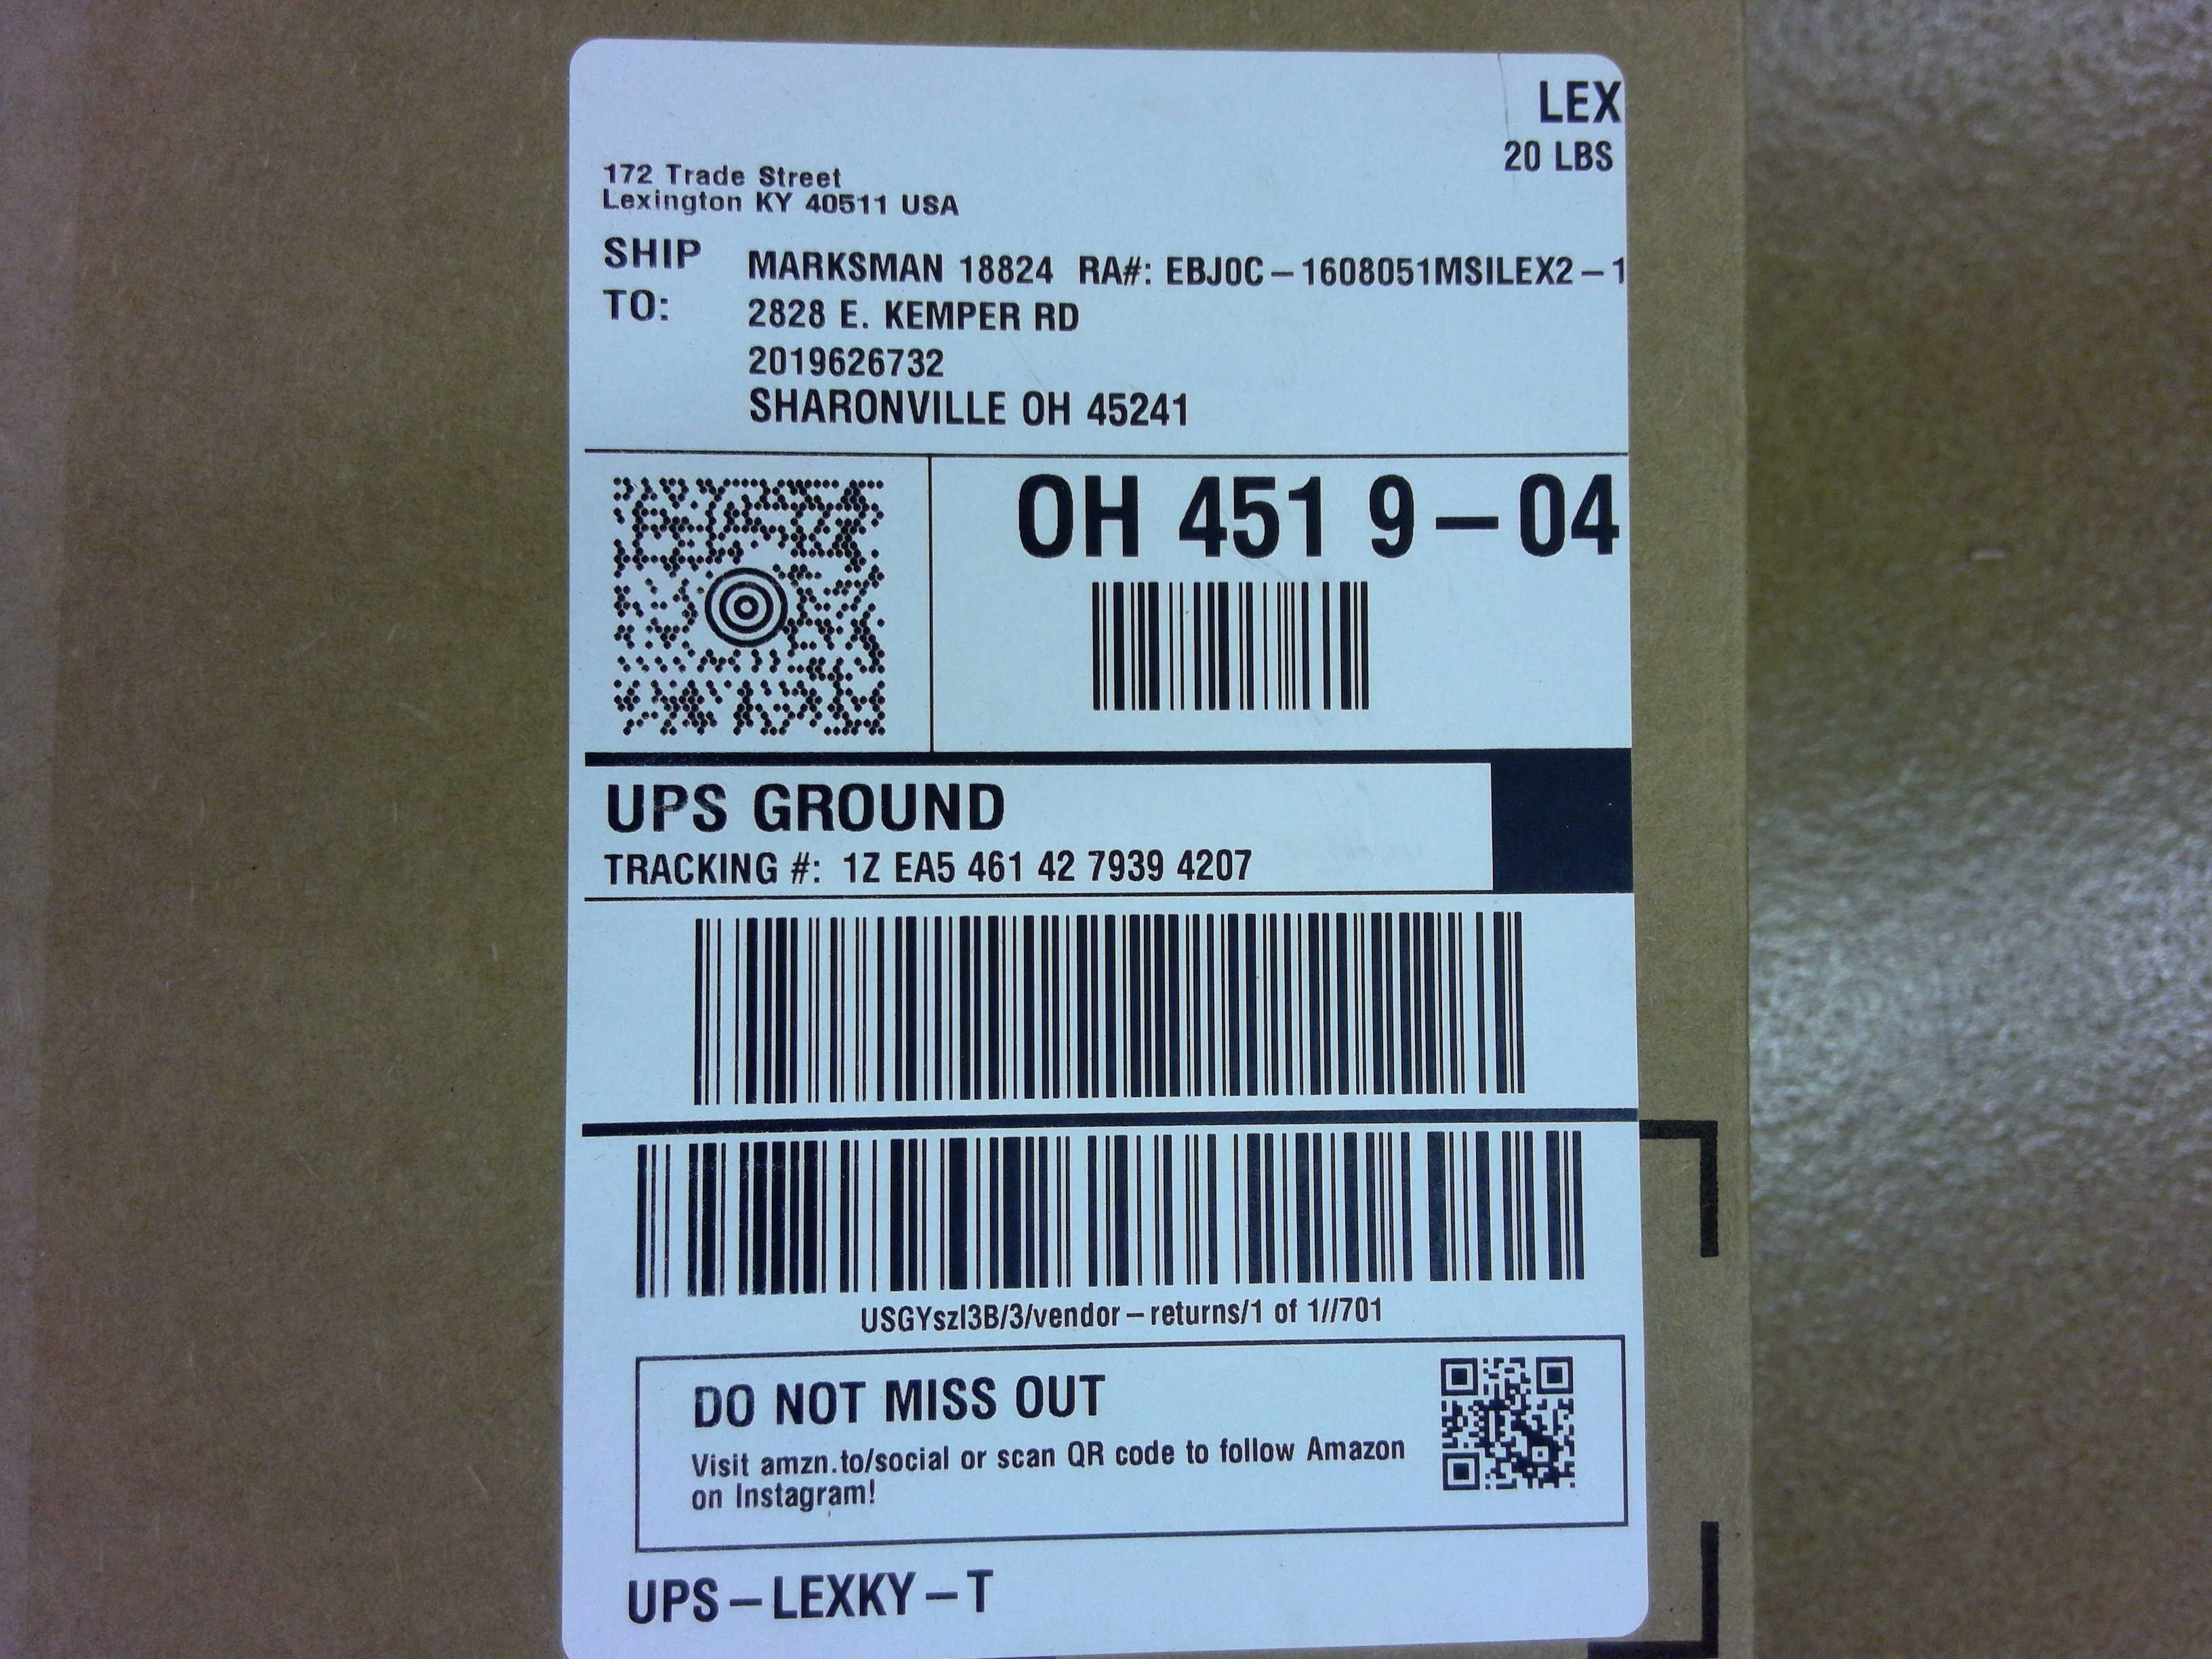 LEX
20 LBS
172 Trade Street
Lexington KY 40511 USA
SHIP TO:
MARKSMAN 18824 RA#: EBJ0C-1608051MSILEX2-1
2828 E. KEMPER RD
2019626732
SHARONVILLE OH 45241
OH 451 9-04
UPS GROUND
TRACKING #: 1Z EA5 461 42 7939 4207
USGYszI3B/3/vendor-returns/1 of 1//701
DO NOT MISS OUT
Visit amzn.to/social or scan QR code to follow Amazon
on Instagram!
UPS-LEXKY-T